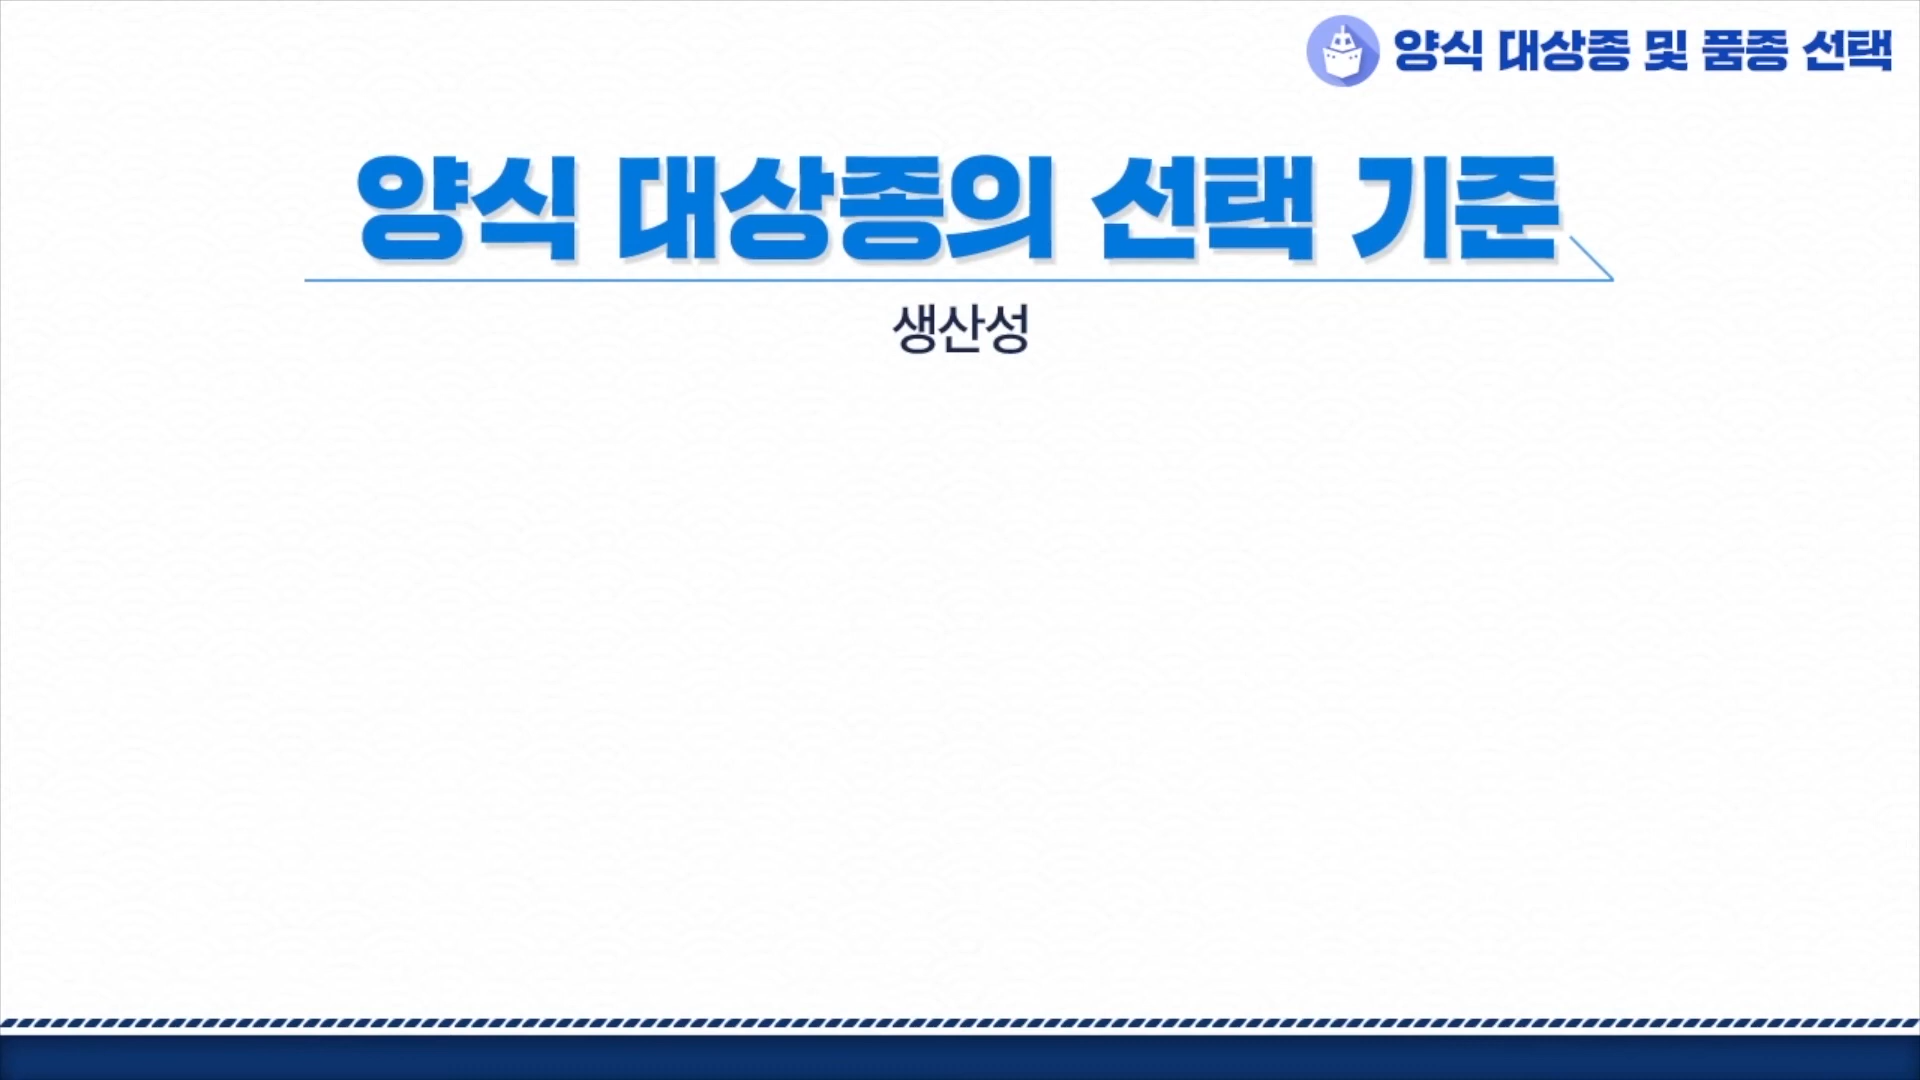 양식 대상종 및 품종 선택
양식 대상종의 선택 기준
생산성